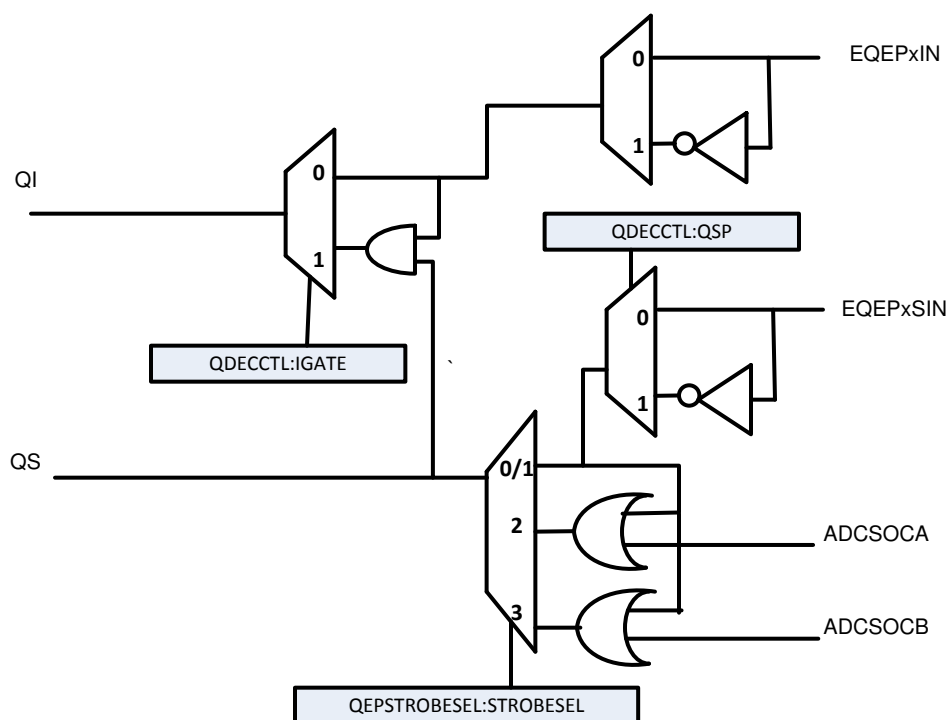 0
EQEPxIN
1
0
QI
1
QDECCTL:QSP
0
EQEPxSIN
QDECCTL:IGATE
`
1
QS
0/1
2
ADCSOCA
3
ADCSOCB
QEPSTROBESEL:STROBESEL